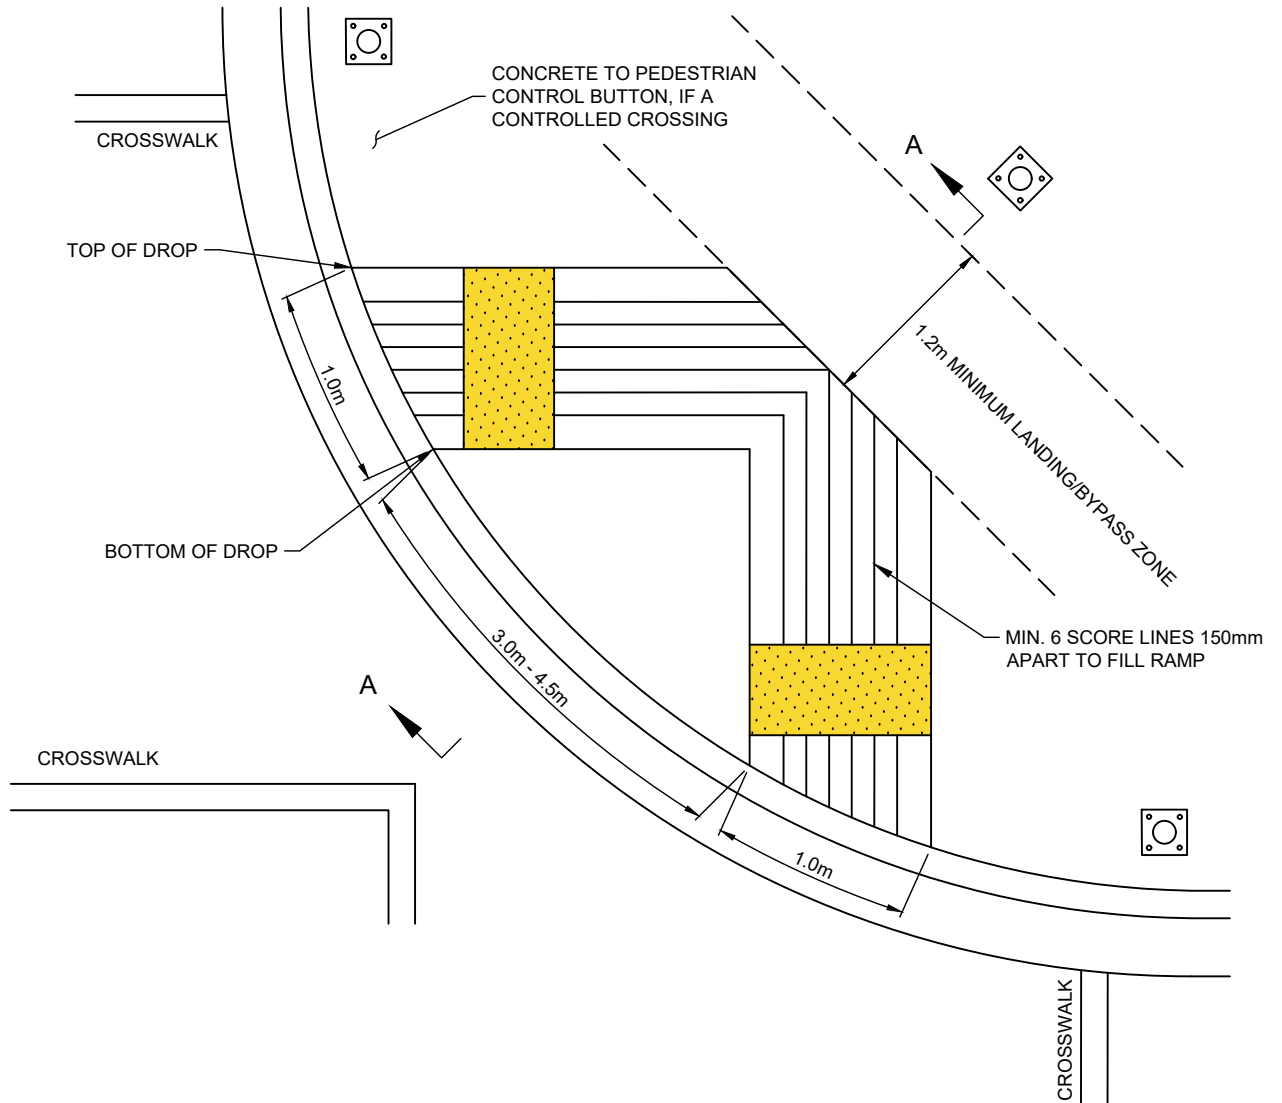 CONCRETE TO PEDESTRIAN
CONTROL BUTTON, IF A
CONTROLLED CROSSING
CROSSWALK
A
TOP OF DROP
1.0m
1.2m MINIMUM LANDING/BYPASS ZONE
BOTTOM OF DROP
3.0m - 4.5m
MIN. 6 SCORE LINES 150mm
APART TO FILL RAMP
A
CROSSWALK
1.0m
CROSSWALK